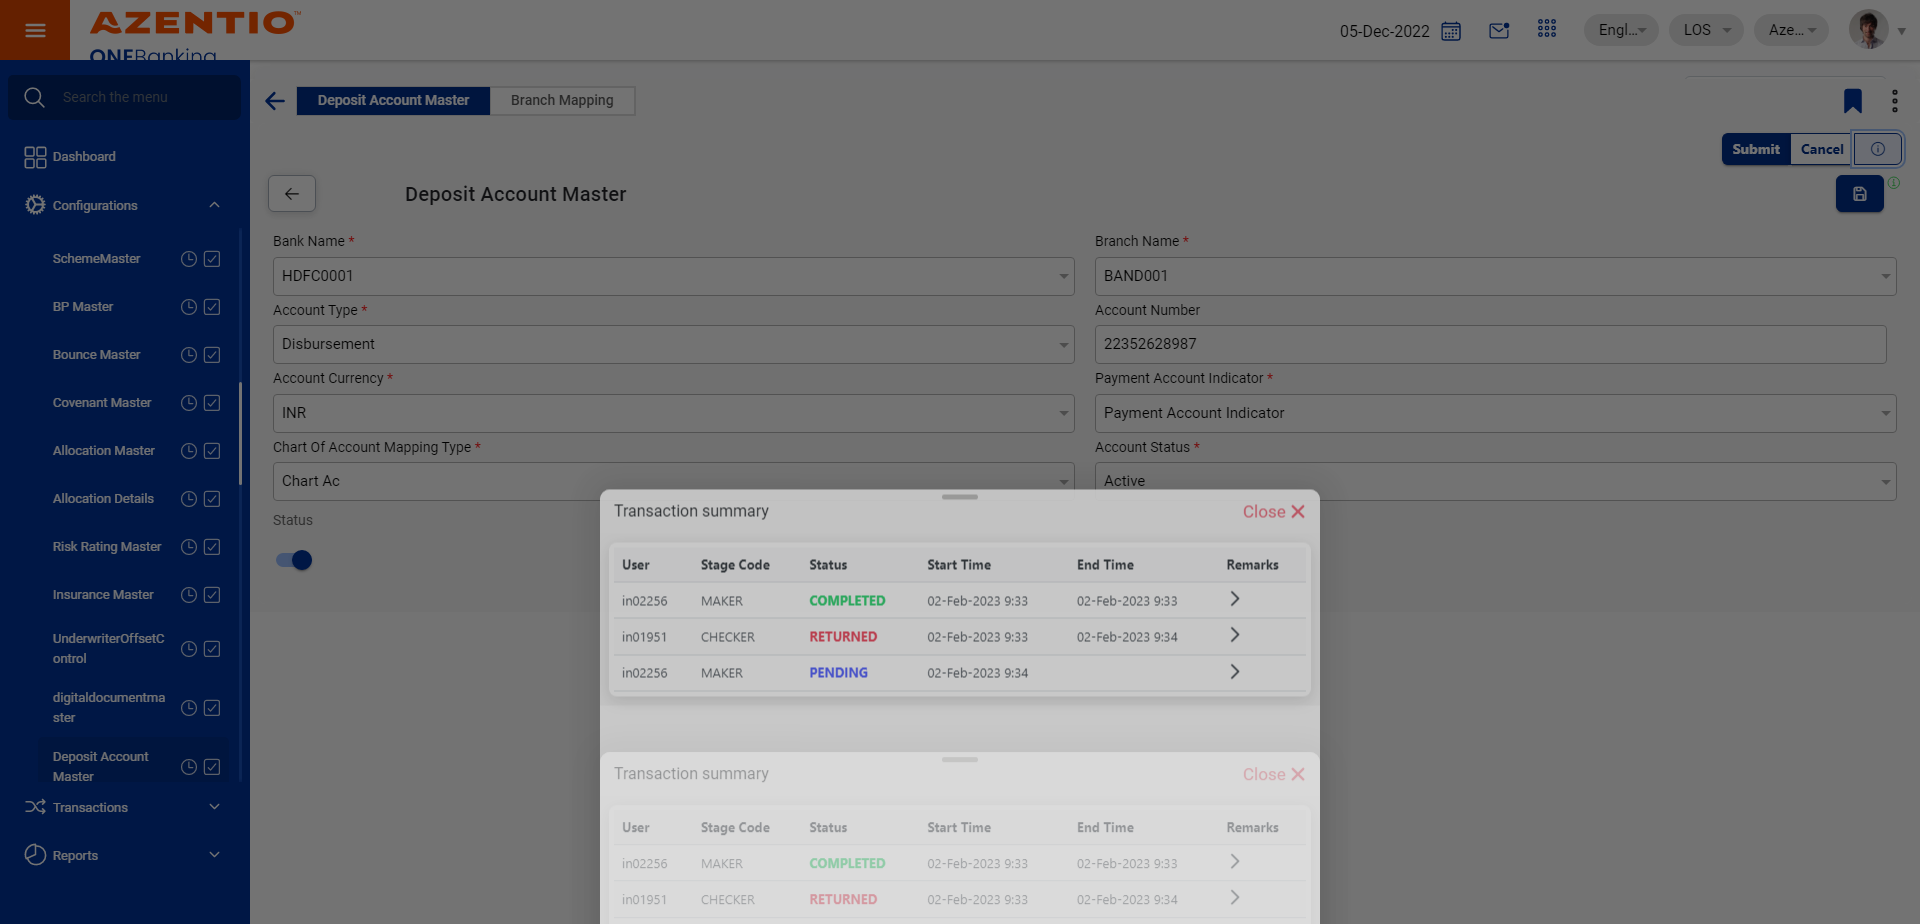 AZENTIO™
ONEBanking
05-Dec-2022
Engl...
LOS
Aze...
Search the menu
Deposit Account Master
Branch Mapping
Submit
Cancel
Dashboard
Configurations
SchemeMaster
BP Master
Bounce Master
Covenant Master
Allocation Master
Allocation Details
Risk Rating Master
Insurance Master
UnderwriterOffsetC
ontrol
digitaldocumentma
ster
Deposit Account
Master
Transactions
Reports
Deposit Account Master
Bank Name *
Branch Name *
HDFC0001
BAND001
Account Type *
Account Number
Disbursement
22352628987
Account Currency *
Payment Account Indicator *
INR
Payment Account Indicator
Chart Of Account Mapping Type *
Account Status *
Chart Ac
Active
Status
Transaction summary
Close
User Stage Code Status Start Time End Time Remarks
in02256 MAKER COMPLETED 02-Feb-2023 9:33 02-Feb-2023 9:33
in01951 CHECKER RETURNED 02-Feb-2023 9:33 02-Feb-2023 9:34
in02256 MAKER PENDING 02-Feb-2023 9:34
Transaction summary
Close
User Stage Code Status Start Time End Time Remarks
in02256 MAKER COMPLETED 02-Feb-2023 9:33 02-Feb-2023 9:33
in01951 CHECKER RETURNED 02-Feb-2023 9:33 02-Feb-2023 9:34